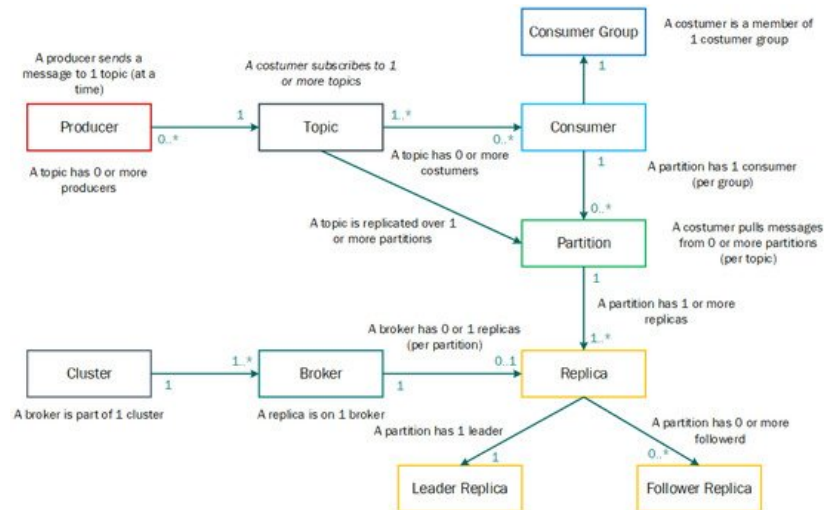 Consumer Group
A costumer is a member of
1 costumer group
A producer sends a
message to 1 topic (at a
time)
A costumer subscribes to 1
or more topics
1
Producer
0..*
1
Topic
1..*
0..*
Consumer
A topic has 0 or more
producers
A topic has 0 or more
costumers
1
A partition has 1 consumer
(per group)
0..*
A topic is replicated over 1
or more partitions
Partition
A costumer pulls messages
from 0 or more partitions
(per topic)
1
A partition has 1 or more
replicas
A broker has 0 or 1 replicas
(per partition)
1..*
Cluster
1
1..*
Broker
1
0..1
Replica
A broker is part of 1 cluster
A replica is on 1 broker
A partition has 1 leader
A partition has 0 or more
followerd
1
0..*
Leader Replica
Follower Replica